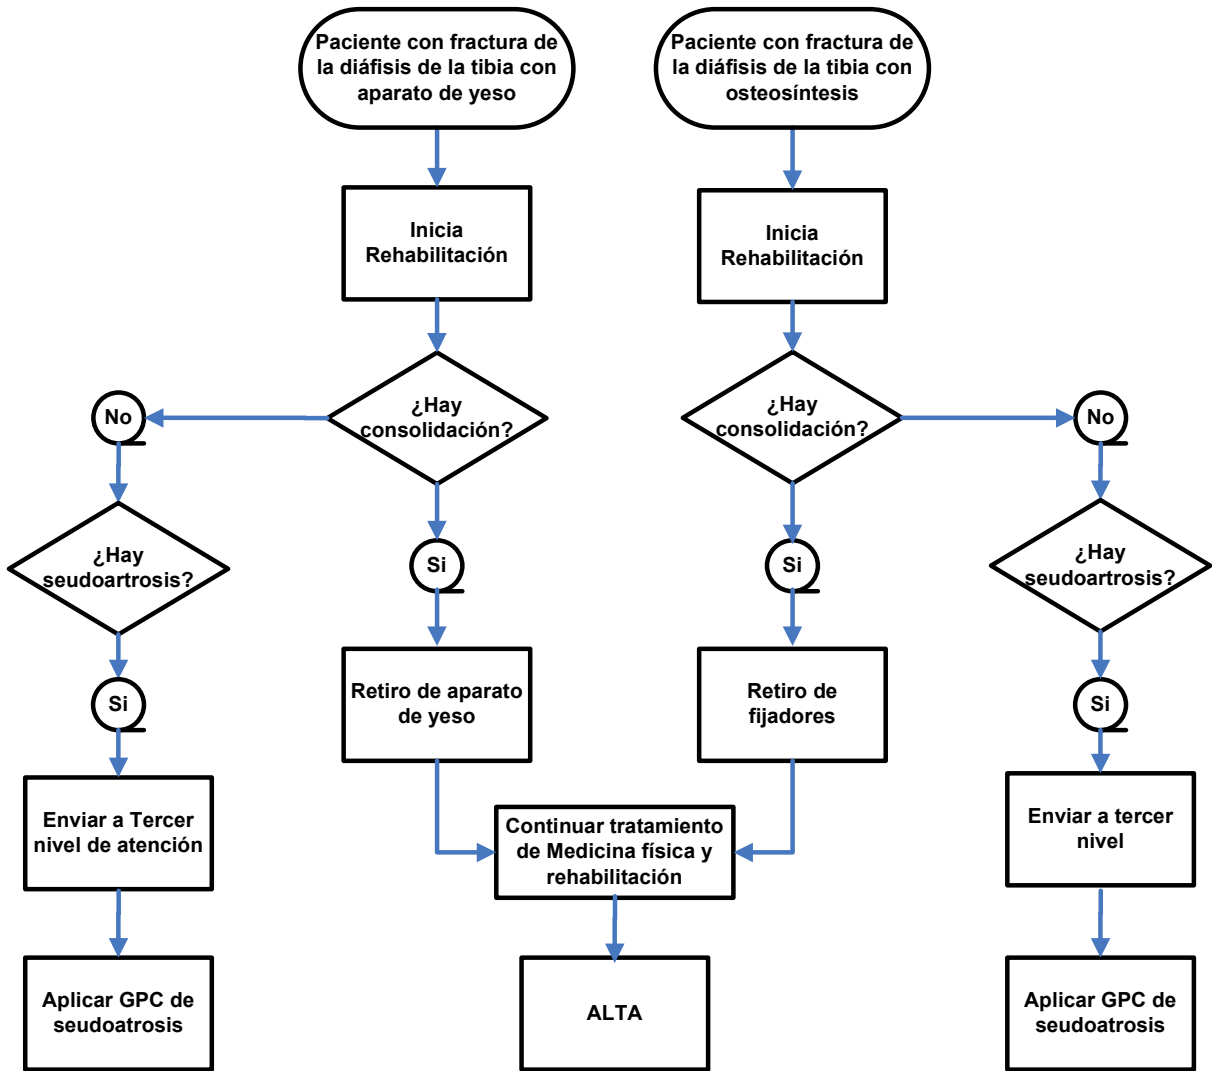 Paciente con fractura de
la diáfisis de la tibia con
aparato de yeso
Paciente con fractura de
la diáfisis de la tibia con
osteosíntesis
Inicia
Rehabilitación
Inicia
Rehabilitación
¿Hay
consolidación?
¿Hay
consolidación?
No
No
¿Hay
seudoartrosis?
Si
Si
¿Hay
seudoartrosis?
Si
Retiro de aparato
de yeso
Retiro de
fijadores
Si
Enviar a Tercer
nivel de atención
Continuar tratamiento
de Medicina física y
rehabilitación
Enviar a tercer
nivel
Aplicar GPC de
seudoatrosis
ALTA
Aplicar GPC de
seudoatrosis